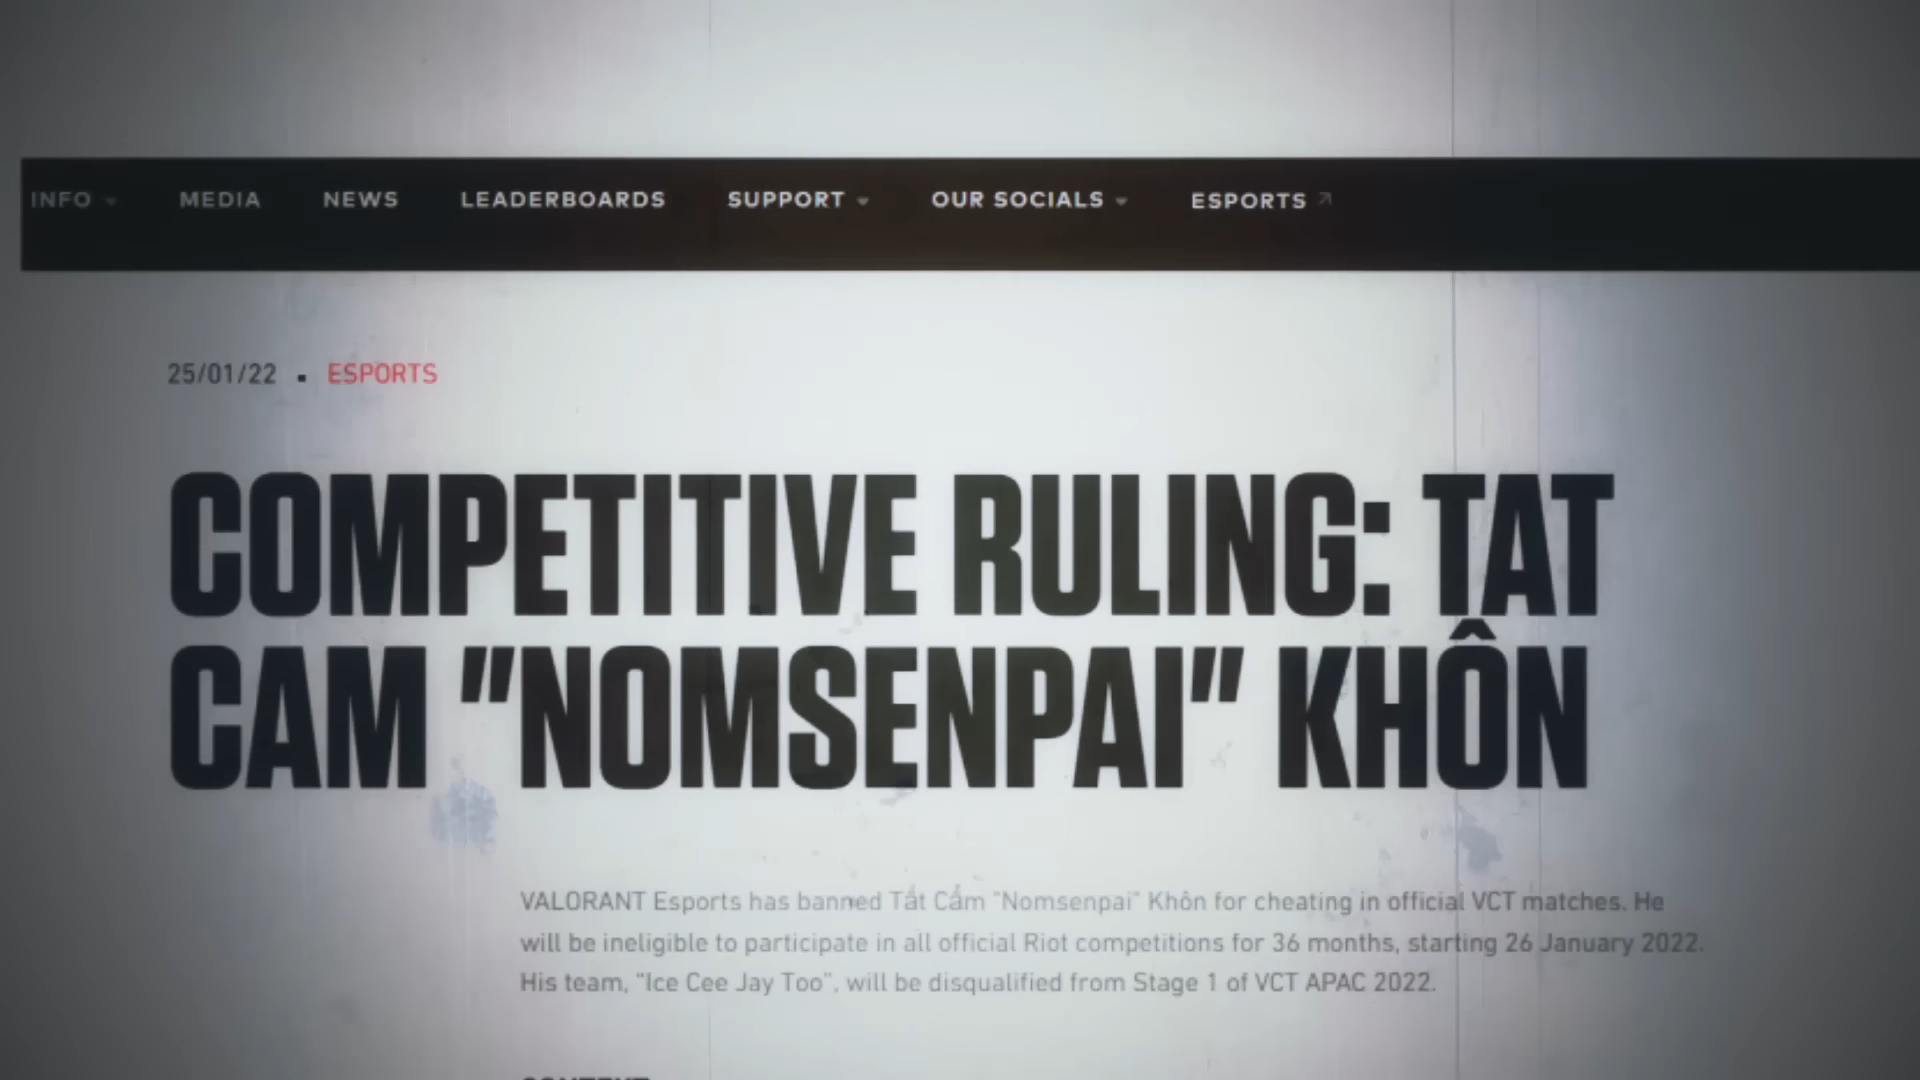 INFO MEDIA NEWS LEADERBOARDS SUPPORT OUR SOCIALS ESPORTS
25/01/22 ▪ ESPORTS
COMPETITIVE RULING: TAT
CAM "NOMSENPAI" KHÔN
VALORANT Esports has banned Tất Cẩm "Nomsenpai" Khôn for cheating in official VCT matches. He
will be ineligible to participate in all official Riot competitions for 36 months, starting 26 January 2022.
His team, "Ice Cee Jay Too", will be disqualified from Stage 1 of VCT APAC 2022.